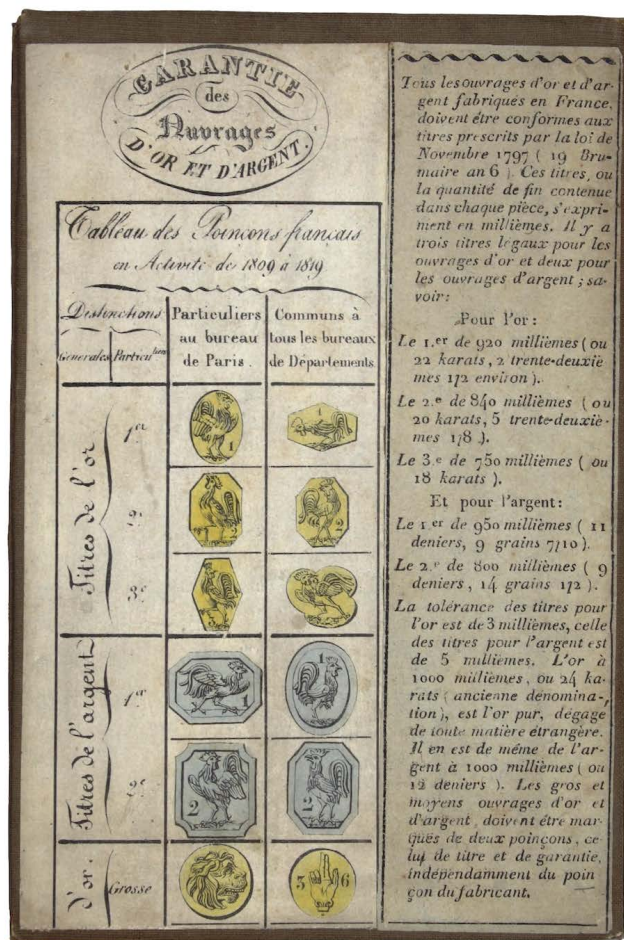 GARANTIE
des
Ouvrages
D'OR ET D'ARGENT.
Tableau des Poinçons français
en Activité de 1809 à 1819
Distinctions
Générales
Particulières
Particuliers
au bureau
de Paris.
Communs à
tous les bureaux
de Départements
Titres de l'or
1er
1
1
2e
2
2
3e
3
Titres de l'argent
1er
1
1
2e
2
2
d'or.
Grosse
3 6
Tous les ouvrages d'or et d'ar-
gent fabriqués en France,
doivent être conformes aux
titres prescrits par la loi de
Novembre 1797 ( 19 Bru-
maire an 6 ). Ces titres, ou
la quantité de fin contenue
dans chaque pièce, s'expri-
ment en millièmes. Il y a
trois titres légaux pour les
ouvrages d'or et deux pour
les ouvrages d'argent ; sa-
voir :
Pour l'or :
Le 1.er de 920 millièmes ( ou
22 karats, 2 trente-deuxiè
mes 1/2 environ ).
Le 2.e de 840 millièmes ( ou
20 karats, 5 trente-deuxiè-
mes 1/8 ).
Le 3.e de 750 millièmes ( ou
18 karats ).
Et pour l'argent :
Le 1.er de 950 millièmes ( 11
deniers, 9 grains 7/10 ).
Le 2.e de 800 millièmes ( 9
deniers, 14 grains 1/2 ).
La tolérance des titres pour
l'or est de 3 millièmes, celle
des titres pour l'argent est
de 5 millièmes. L'or à
1000 millièmes, ou 24 ka-
rats ( ancienne dénomina-
tion ), est l'or pur, dégagé
de toute matière étrangère.
Il en est de même de l'ar-
gent à 1000 millièmes ( ou
12 deniers ). Les gros et
moyens ouvrages d'or et
d'argent, doivent être mar-
qués de deux poinçons, ce-
lui de titre et de garantie,
indépendamment du poin
çon du fabricant.